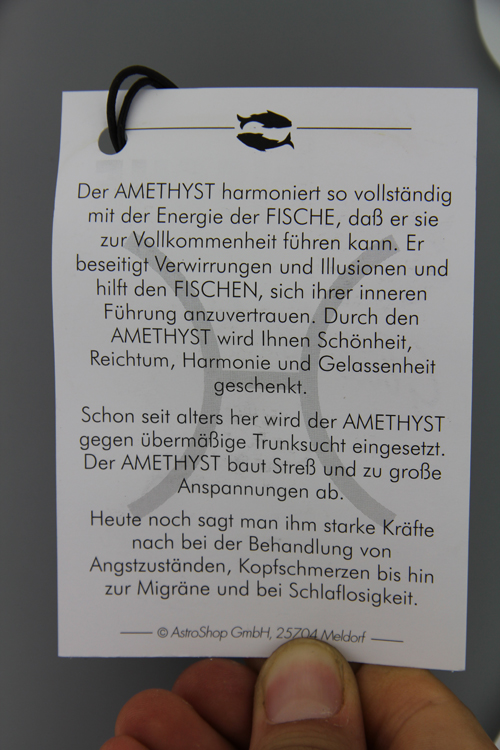 Der AMETHYST harmoniert so vollständig
mit der Energie der FISCHE, daß er sie
zur Vollkommenheit führen kann. Er
beseitigt Verwirrungen und Illusionen und
hilft den FISCHEN, sich ihrer inneren
Führung anzuvertrauen. Durch den
AMETHYST wird Ihnen Schönheit,
Reichtum, Harmonie und Gelassenheit
geschenkt.
Schon seit alters her wird der AMETHYST
gegen übermäßige Trunksucht eingesetzt.
Der AMETHYST baut Streß und zu große
Anspannungen ab.
Heute noch sagt man ihm starke Kräfte
nach bei der Behandlung von
Angstzuständen, Kopfschmerzen bis hin
zur Migräne und bei Schlaflosigkeit.
© AstroShop GmbH, 25704 Meldorf